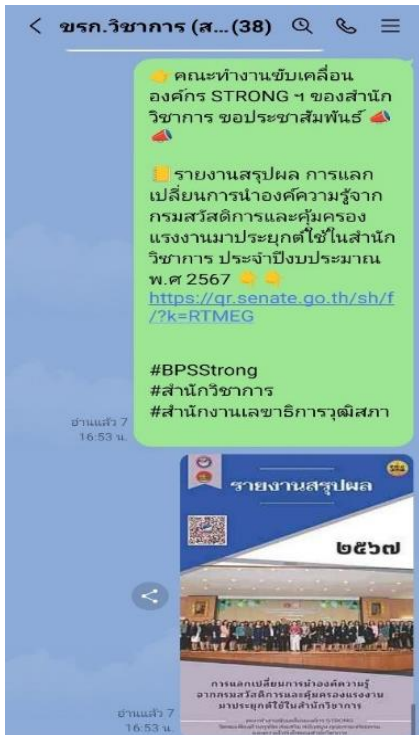 ขรก.วิชาการ (ส...(38)
👉 คณะทำงานขับเคลื่อน
องค์กร STRONG ฯ ของสำนัก
วิชาการ ขอประชาสัมพันธ์ 📣
📣
📒รายงานสรุปผล การแลก
เปลี่ยนการนำองค์ความรู้จาก
กรมสวัสดิการและคุ้มครอง
แรงงานมาประยุกต์ใช้ในสำนัก
วิชาการ ประจำปีงบประมาณ
พ.ศ 2567 👇👇
https://qr.senate.go.th/sh/f
/?k=RTMEG
#BPSStrong
#สำนักวิชาการ
#สำนักงานเลขาธิการวุฒิสภา
อ่านแล้ว 7
16:53 น.
รายงานสรุปผล
๒๕๖๗
การแลกเปลี่ยนการนำองค์ความรู้
จากกรมสวัสดิการและคุ้มครองแรงงาน
มาประยุกต์ใช้ในสำนักวิชาการ
อ่านแล้ว 7
16:53 น.